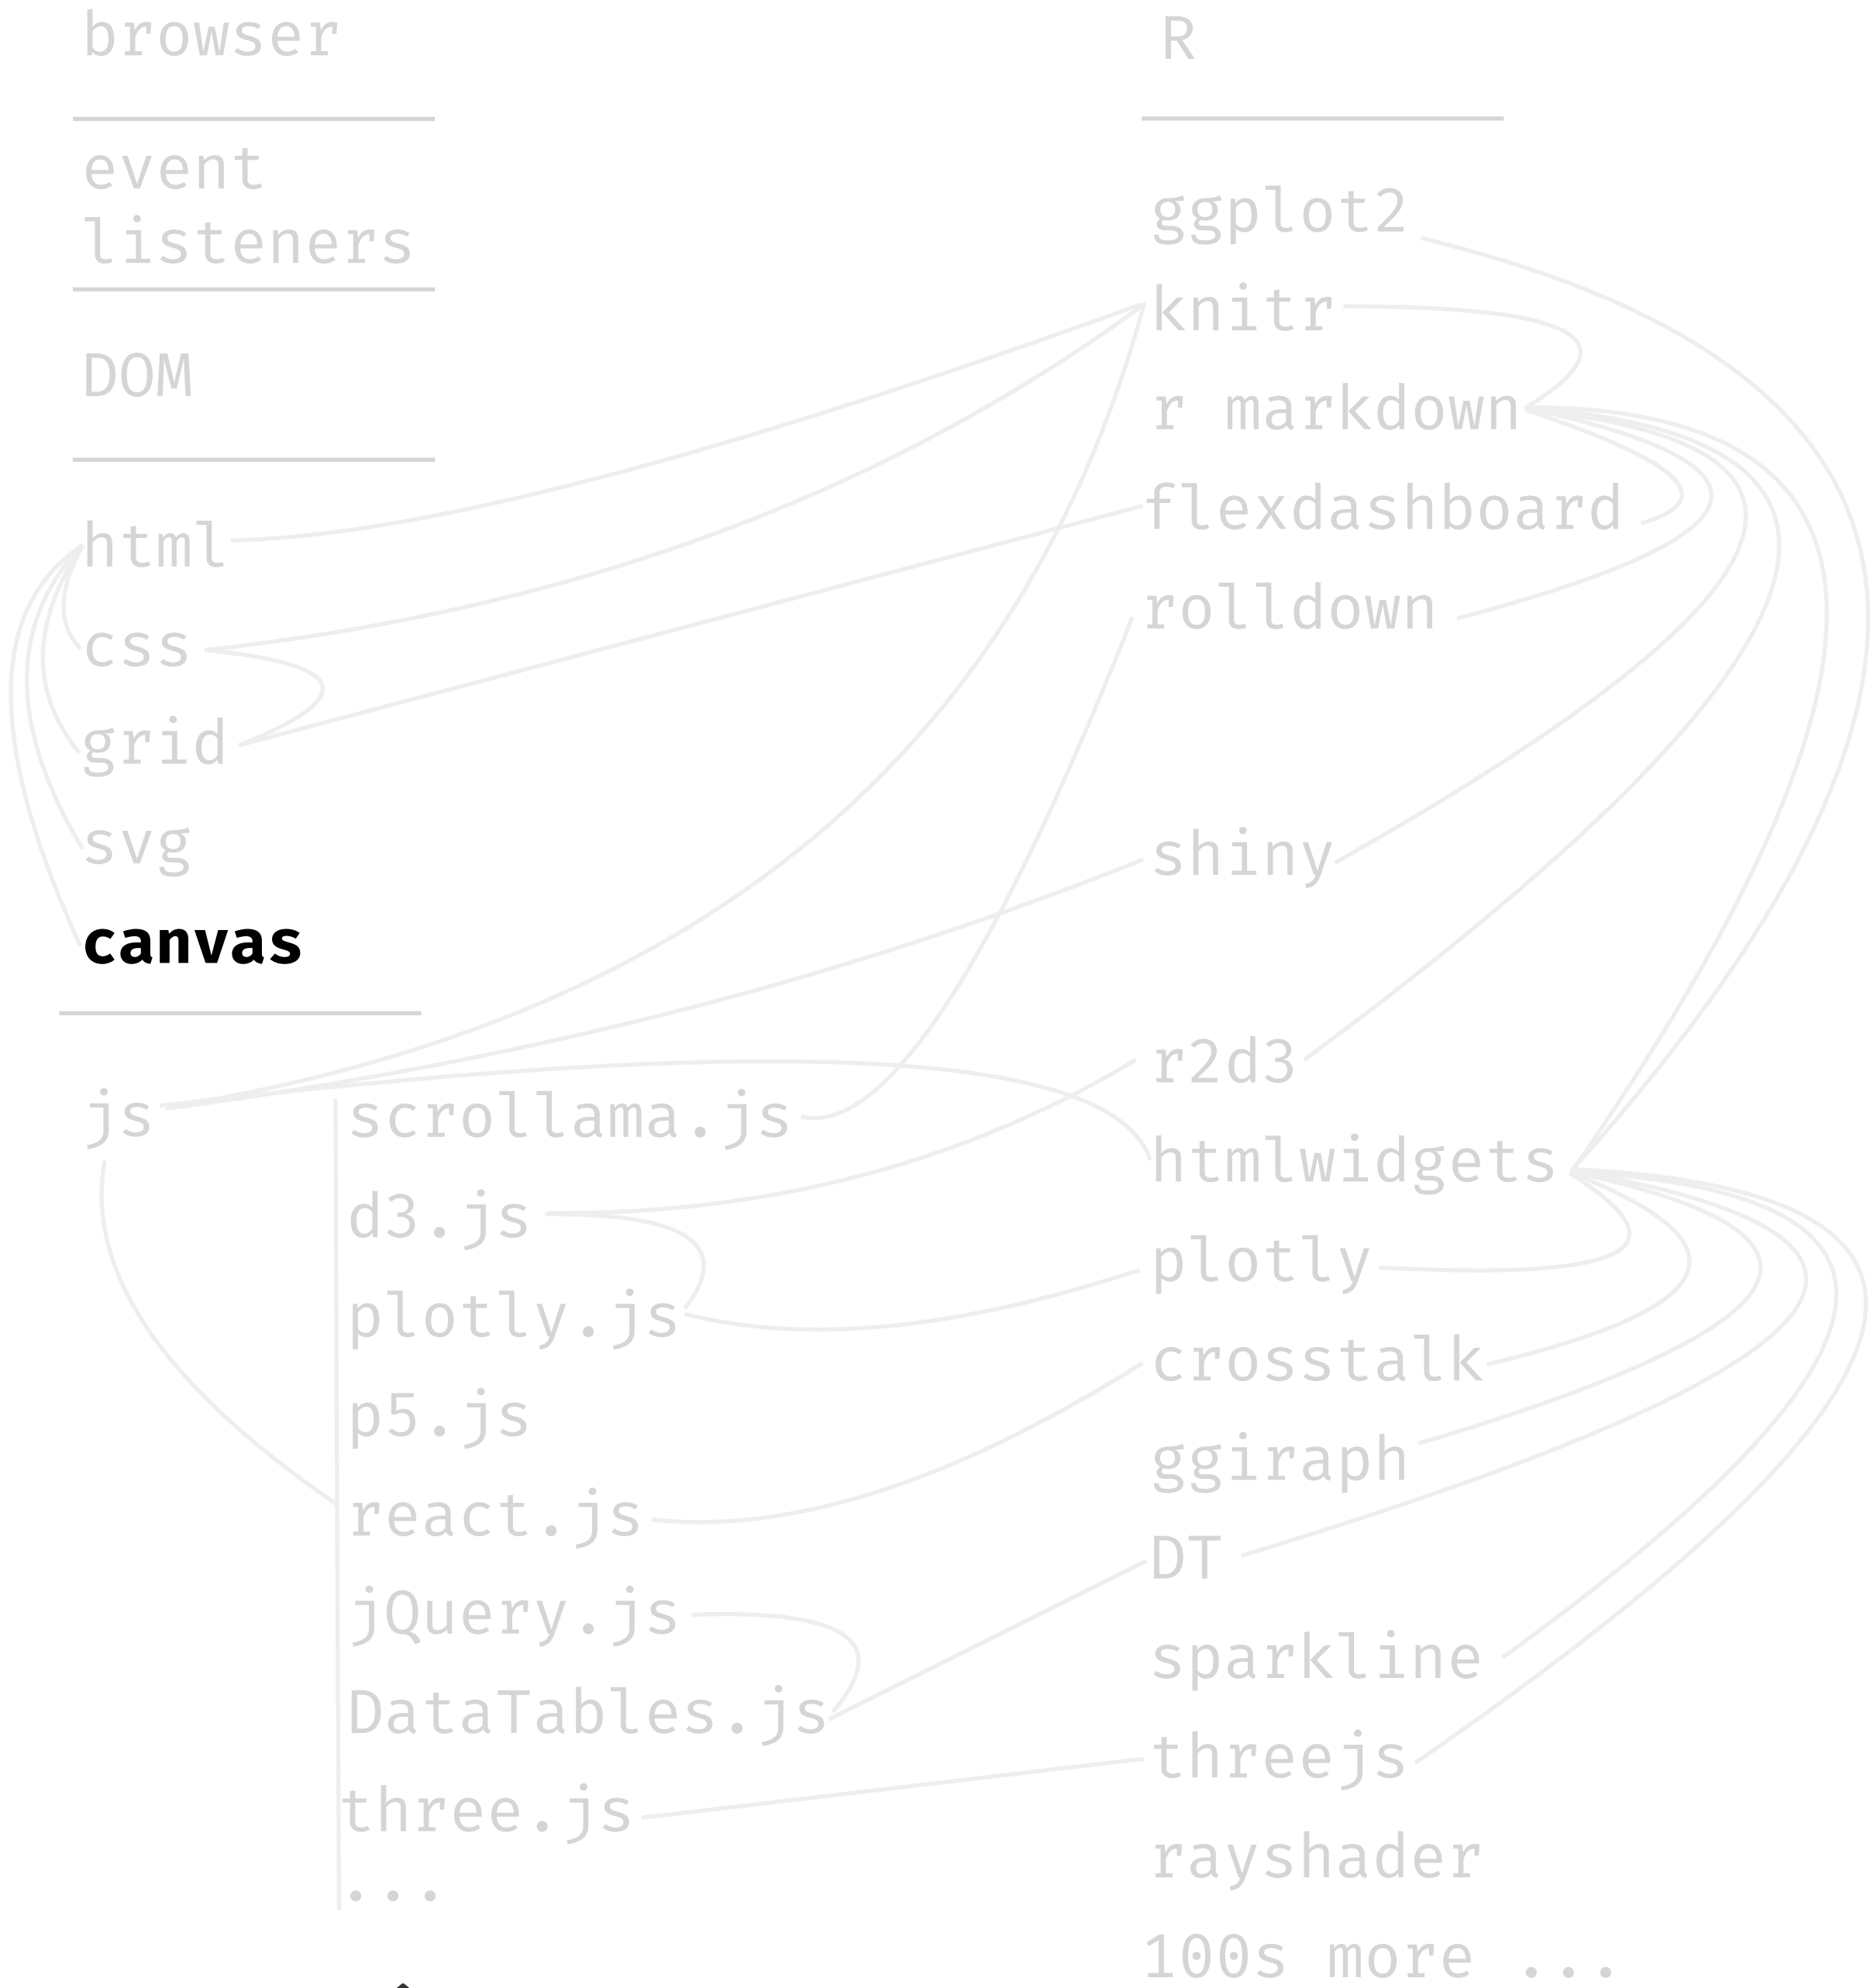 browser
event
listeners
DOM
html
css
grid
svg
canvas
js
scrollama.js
d3.js
plotly.js
p5.js
react.js
jQuery.js
DataTables.js
three.js
...
R
ggplot2
knitr
r markdown
flexdashboard
rolldown
shiny
r2d3
htmlwidgets
plotly
crosstalk
ggiraph
DT
sparkline
threejs
rayshader
100s more ...